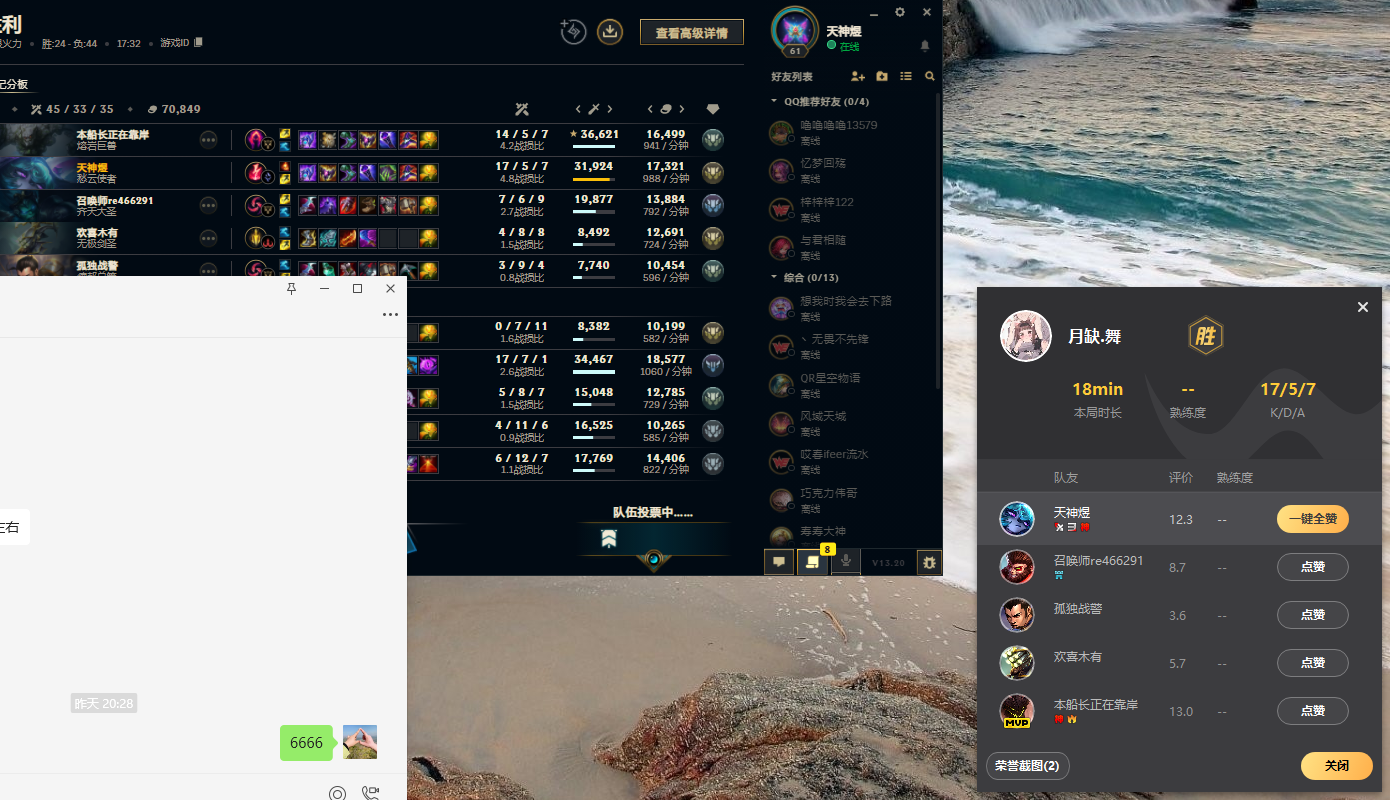 胜利
火力 胜:24 - 负:44 17:32 游戏ID
查看高级详情
记分板
45 / 33 / 35 70,849
本船长正在靠岸
熔岩巨兽
14 / 5 / 7
4.2战损比
36,621
16,499
941 / 分钟
天神煜
愁云使者
17 / 5 / 7
4.8战损比
31,924
17,321
988 / 分钟
召唤师re466291
齐天大圣
7 / 6 / 9
2.7战损比
19,877
13,884
792 / 分钟
欢喜木有
无极剑圣
4 / 8 / 8
1.5战损比
8,492
12,691
724 / 分钟
孤独战警
3 / 9 / 4
0.8战损比
7,740
10,454
596 / 分钟
0 / 7 / 11
1.6战损比
8,382
10,199
582 / 分钟
17 / 7 / 1
2.6战损比
34,467
18,577
1060 / 分钟
5 / 8 / 7
1.5战损比
15,048
12,785
729 / 分钟
4 / 11 / 6
0.9战损比
16,525
10,265
585 / 分钟
6 / 12 / 7
1.1战损比
17,769
14,406
822 / 分钟
队伍投票中......
61
天神煜
在线
好友列表
QQ推荐好友 (0/4)
噜噜噜噜13579
离线
忆梦回殇
离线
梓梓梓122
离线
与君相随
离线
综合 (0/13)
想我时我会去下路
离线
丶无畏不先锋
离线
QR星空物语
离线
风域天城
离线
哎春ifeer流水
离线
巧克力伟哥
离线
寿寿大神
8
V13.20
左右
昨天 20:28
6666
月缺.舞
胜
18min
本局时长
--
熟练度
17/5/7
K/D/A
队友 评价 熟练度
天神煜 12.3 -- 一键全赞
召唤师re466291 8.7 -- 点赞
孤独战警 3.6 -- 点赞
欢喜木有 5.7 -- 点赞
本船长正在靠岸 13.0 -- 点赞
MVP
荣誉截图(2)
关闭